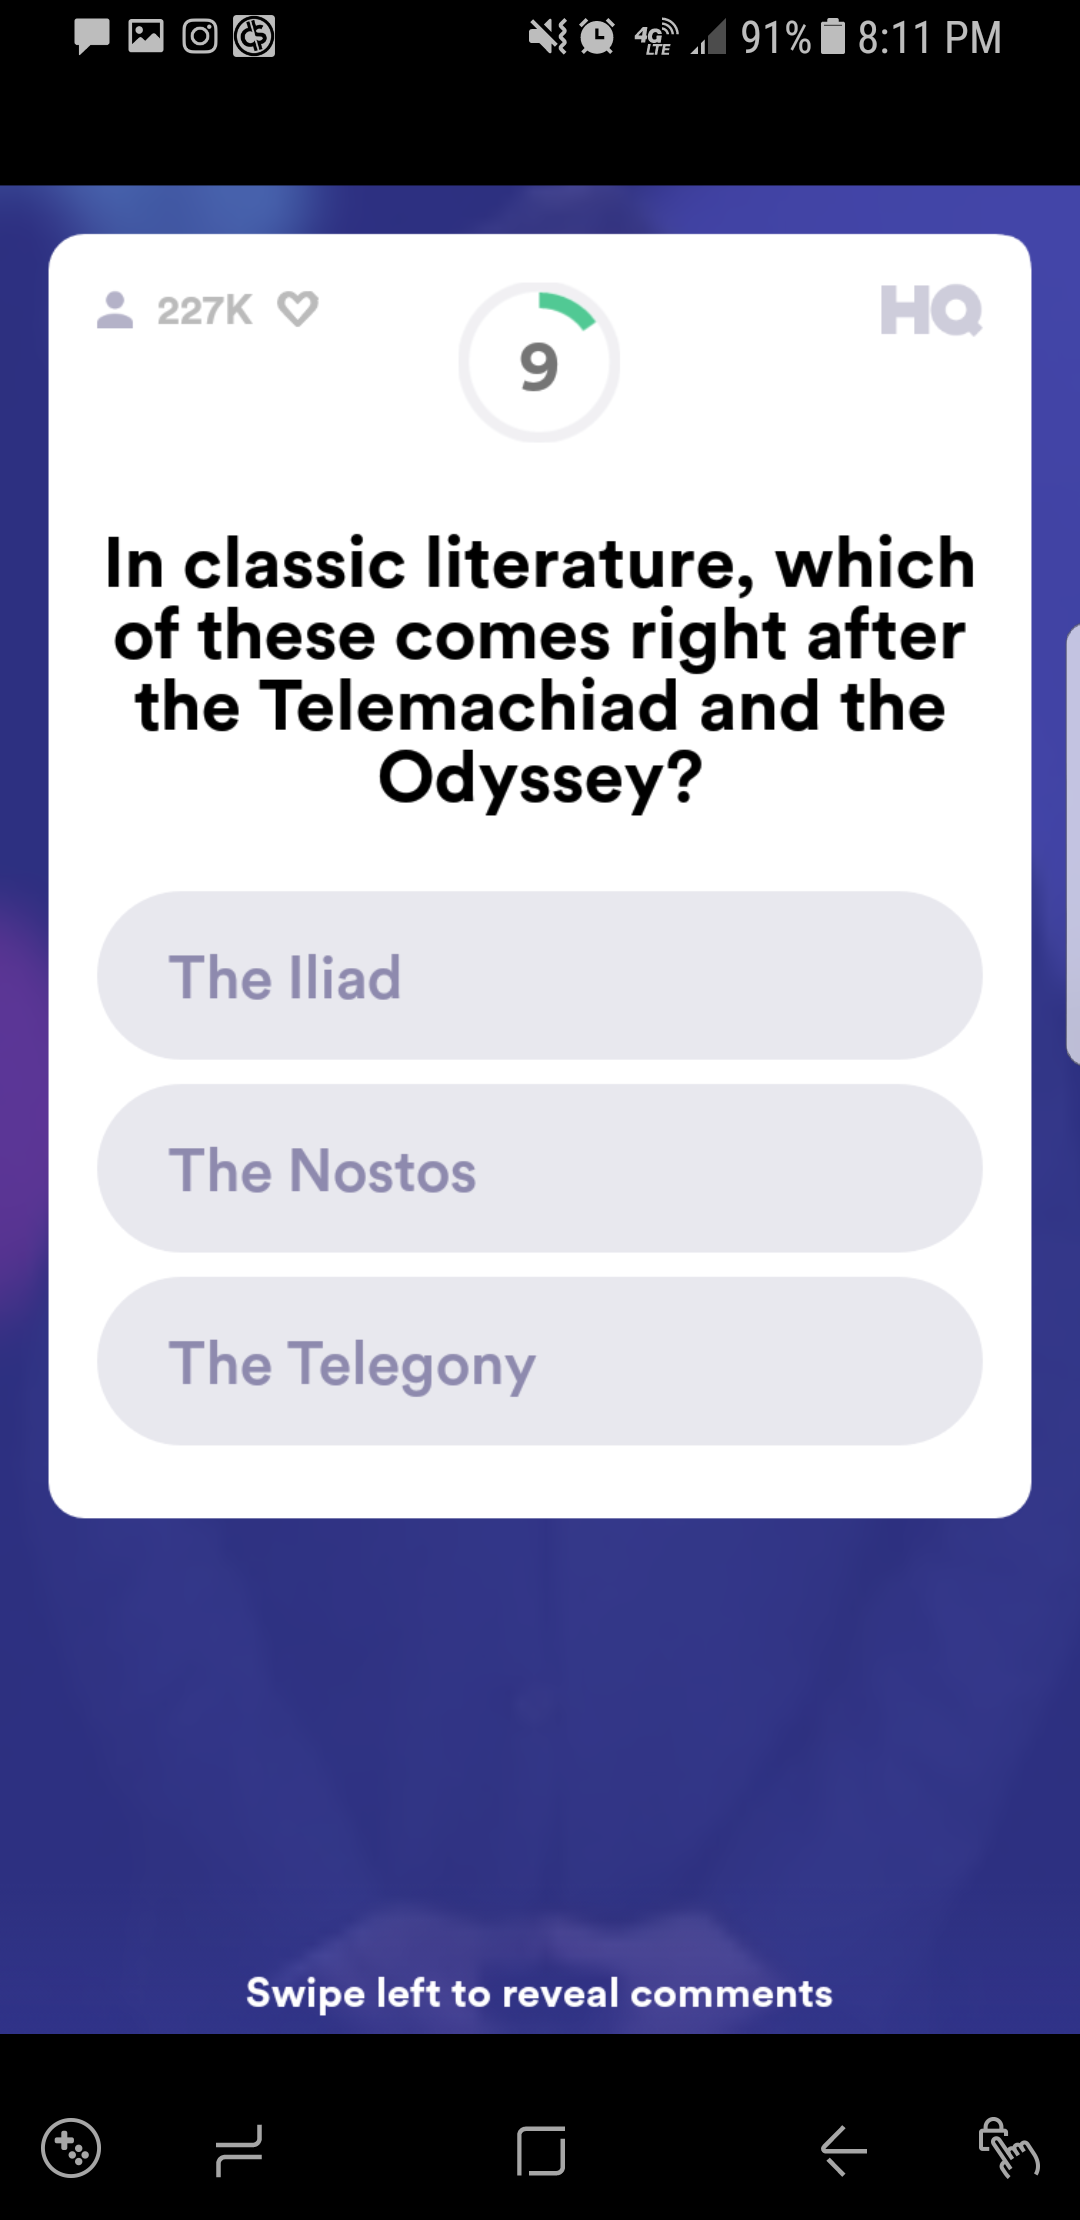 91% 8:11 PM
227K
9
HQ
In classic literature, which
of these comes right after
the Telemachiad and the
Odyssey?
The Iliad
The Nostos
The Telegony
Swipe left to reveal comments
4G LTE